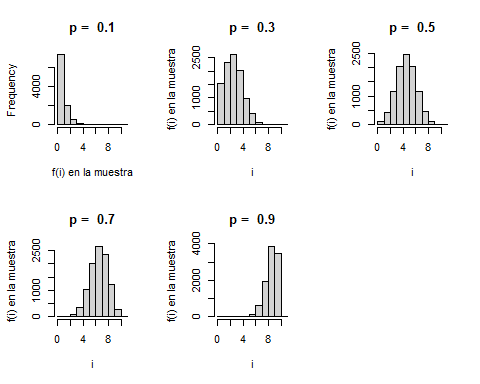 p = 0.1
Frequency
0
4000
0
4
8
f(i) en la muestra
p = 0.3
f(i) en la muestra
0
1000
2500
0
4
8
i
p = 0.5
f(i) en la muestra
0
1000
2500
0
4
8
i
p = 0.7
f(i) en la muestra
0
1000
2500
0
4
8
i
p = 0.9
f(i) en la muestra
0
2000
4000
0
4
8
i